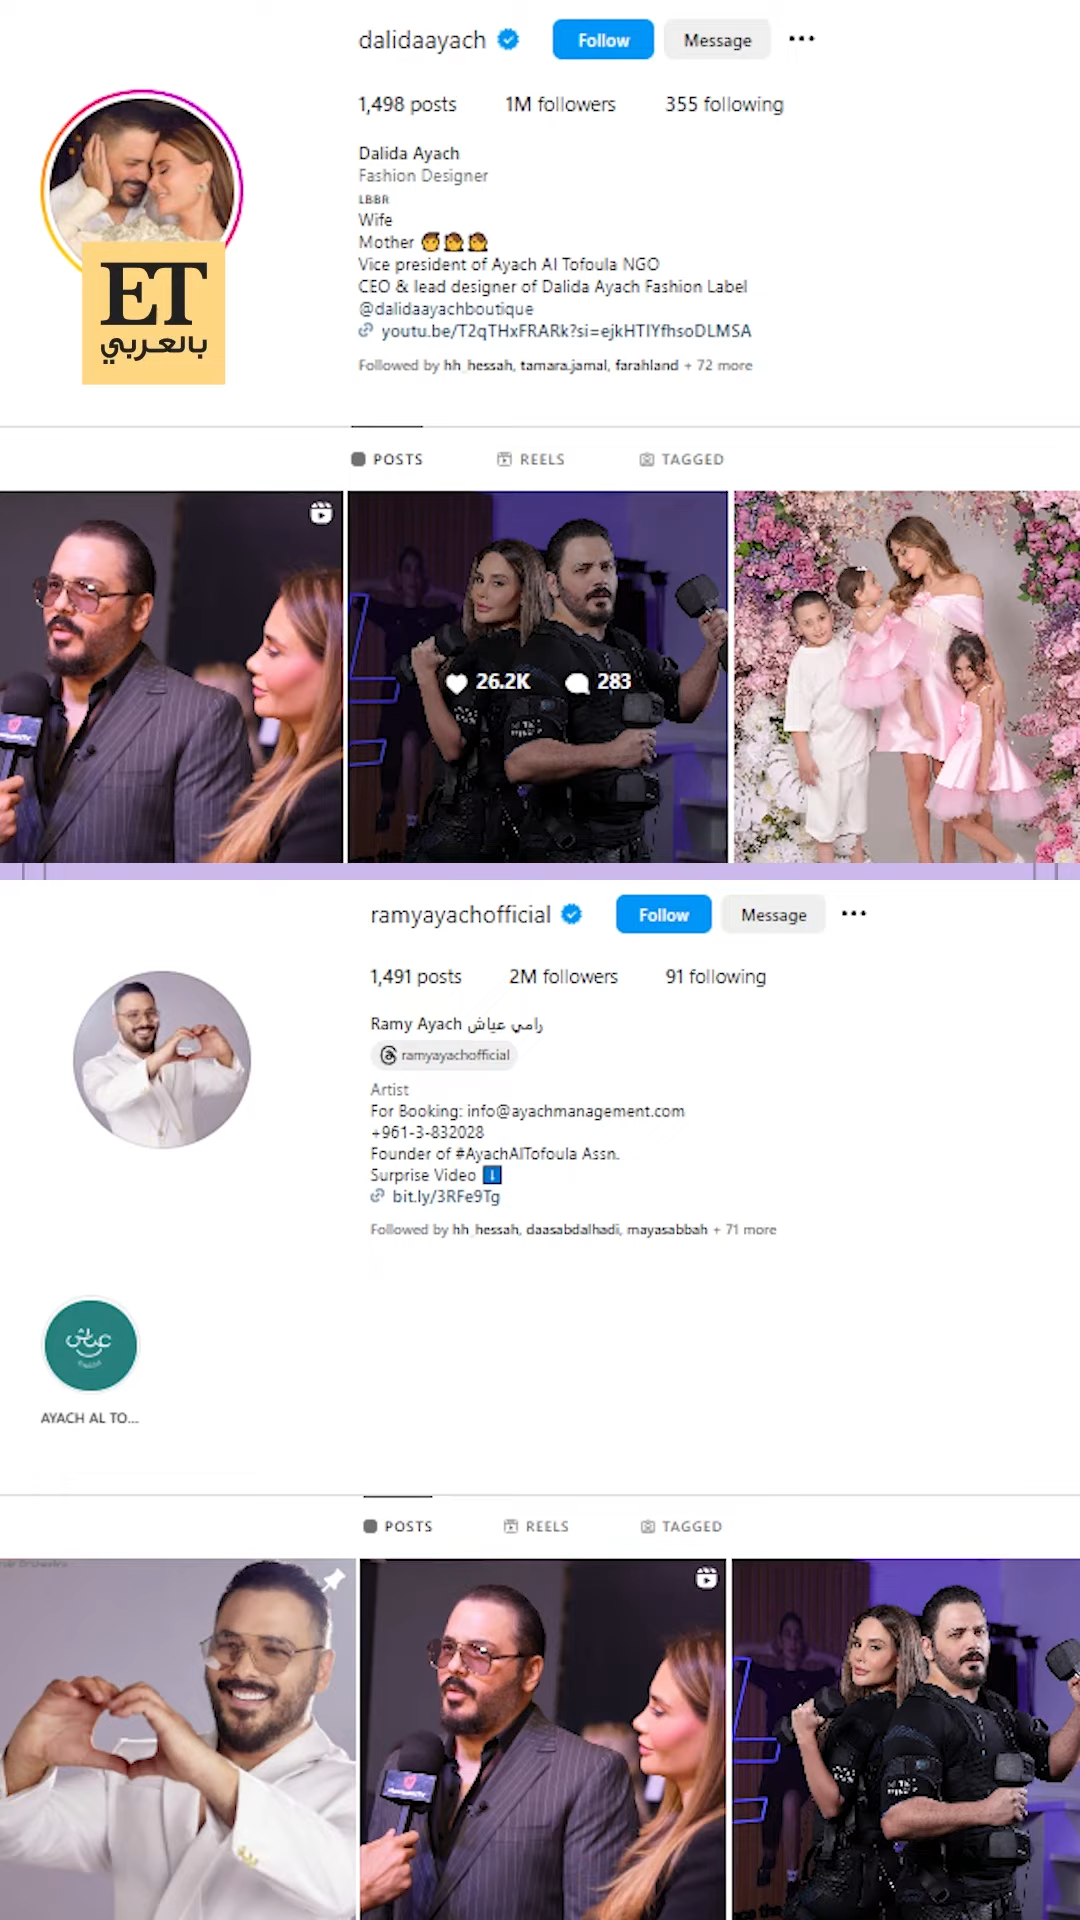 dalidaayach Follow Message
1,498 posts 1M followers 355 following
Dalida Ayach
Fashion Designer
LBBR
Wife
Mother
Vice president of Ayach Al Tofoula NGO
CEO & lead designer of Dalida Ayach Fashion Label
@dalidaayachboutique
youtu.be/T2qTHxFRARk?si=ejkHTIYfhsoDLMSA
Followed by hh_hessah, tamara.jamal, farahland + 72 more
ET
بالعربي
POSTS REELS TAGGED
26.2K 283
ramyayachofficial Follow Message
1,491 posts 2M followers 91 following
Ramy Ayach رامي عياش
ramyayachofficial
Artist
For Booking: info@ayachmanagement.com
+961-3-832028
Founder of #AyachAlTofoula Assn.
Surprise Video
bit.ly/3RFe9Tg
Followed by hh_hessah, daasabdalhadi, mayasabbah + 71 more
عياش
AYACH AL TO...
POSTS REELS TAGGED